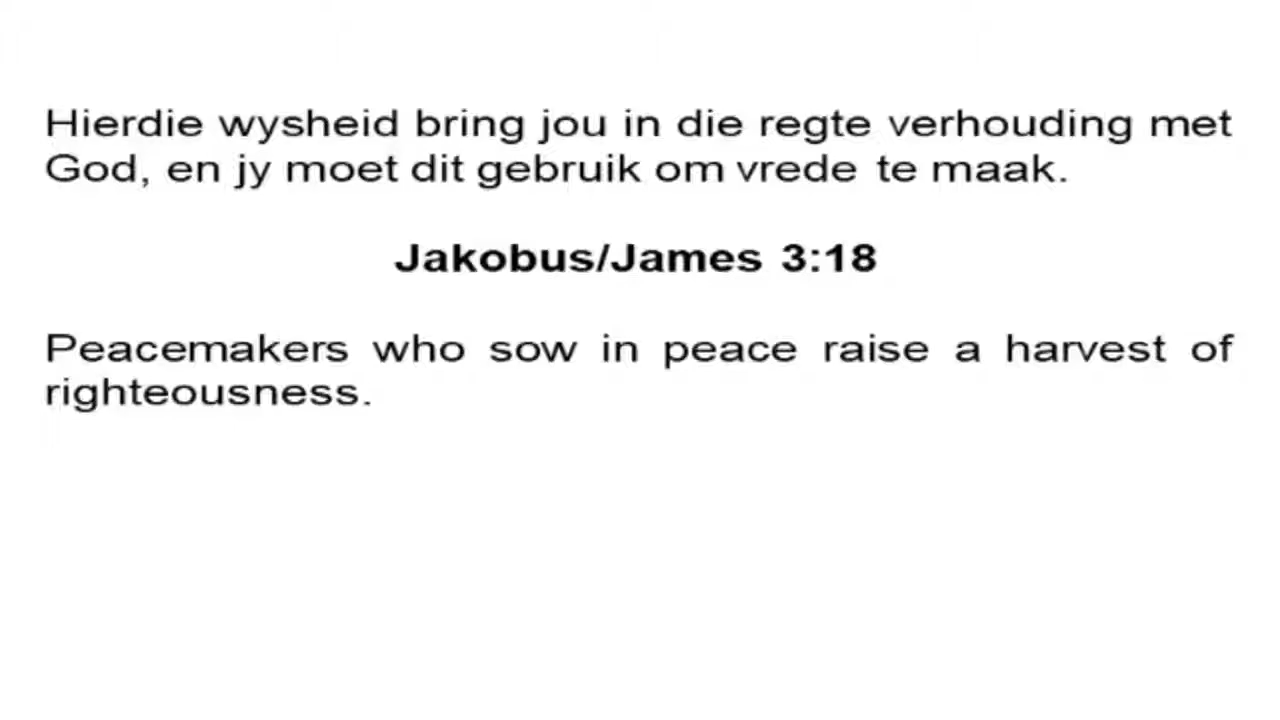 Hierdie wysheid bring jou in die regte verhouding met
God, en jy moet dit gebruik om vrede te maak.
Jakobus/James 3:18
Peacemakers who sow in peace raise a harvest of
righteousness.